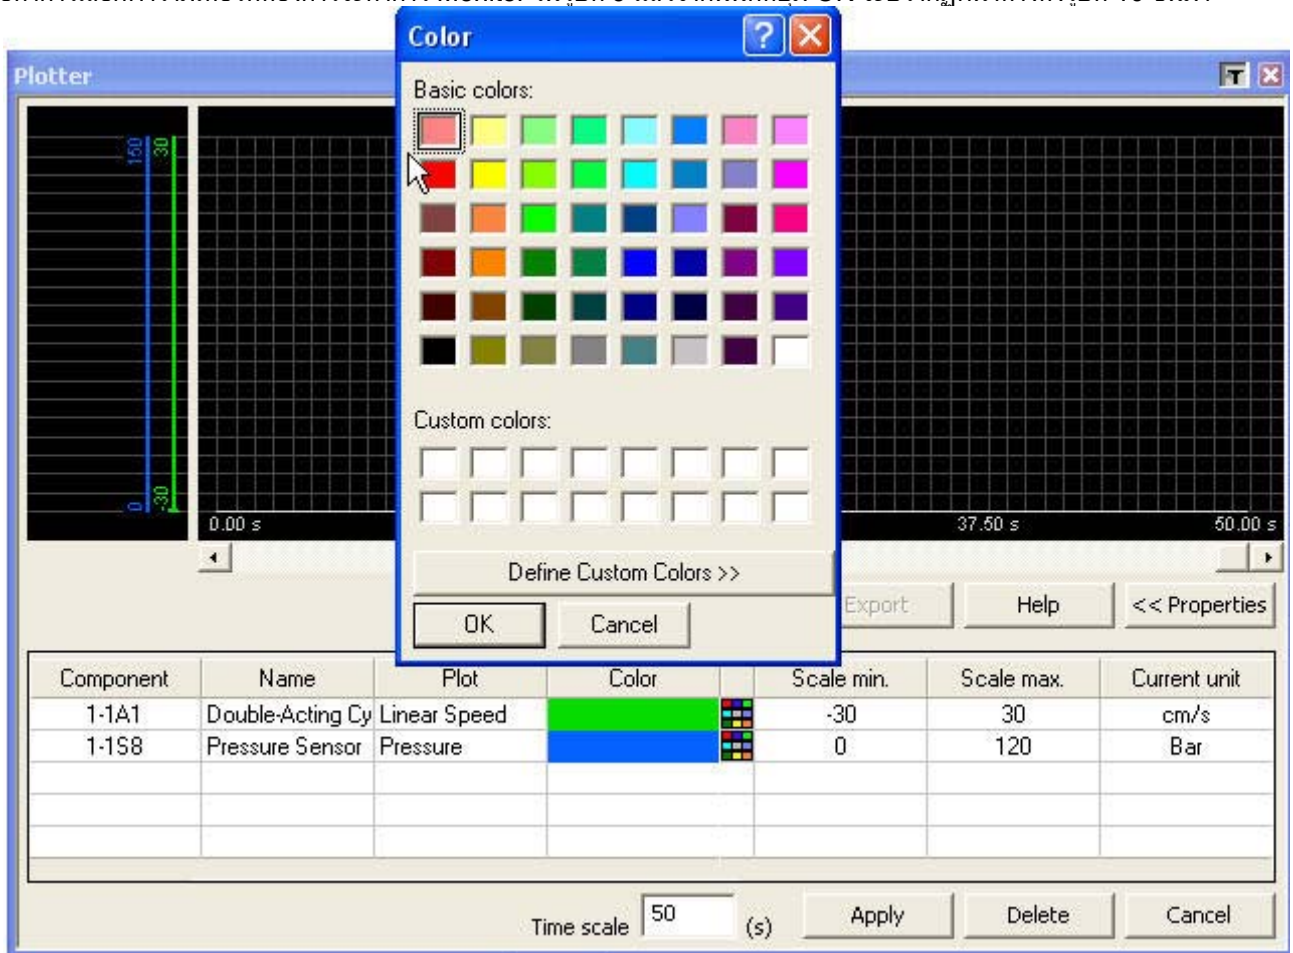 Color
Plotter
Basic colors:
150
30
Custom colors:
0
-30
0.00 s
37.50 s
50.00 s
Define Custom Colors >>
OK
Cancel
Export
Help
<< Properties
Component Name Plot Color Scale min. Scale max. Current unit
1-1A1 Double-Acting Cy Linear Speed -30 30 cm/s
1-1S8 Pressure Sensor Pressure 0 120 Bar
Time scale 50 (s) Apply Delete Cancel